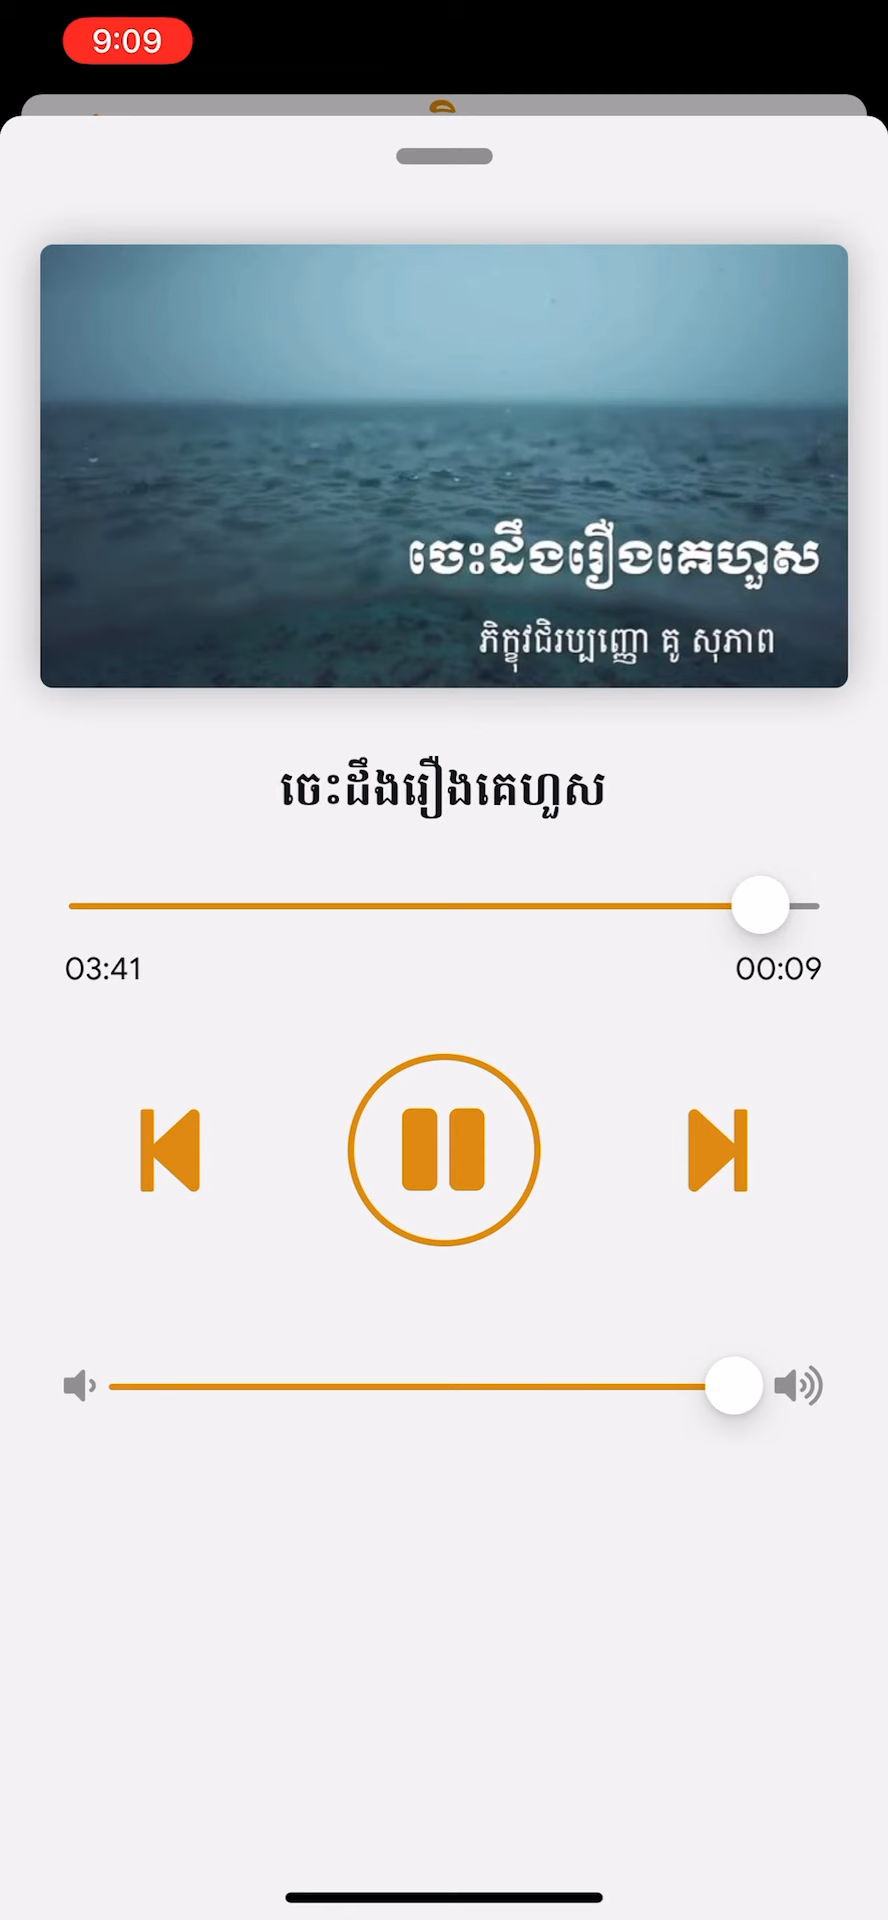 9:09
ចេះដឹងរឿងគេហួស
ភិក្ខុវជិរប្បញ្ញោ គូ សុភាព
ចេះដឹងរឿងគេហួស
03:41
00:09